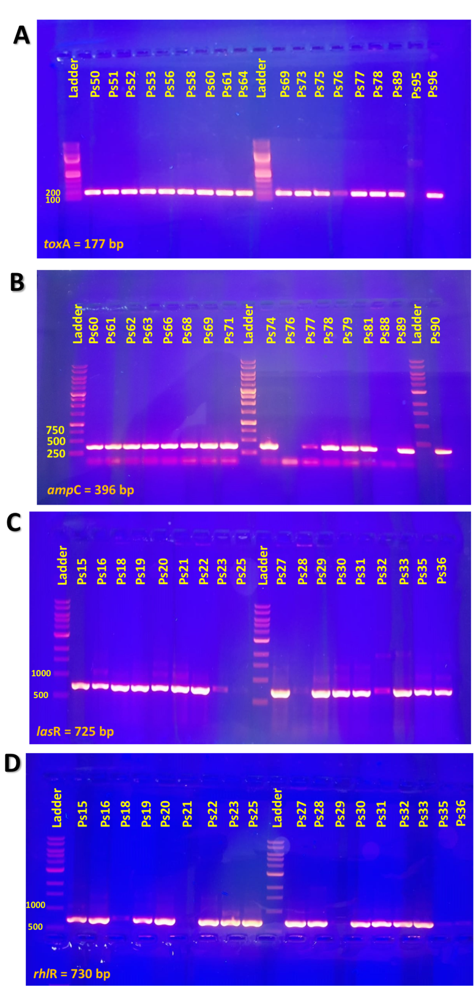 A
Ladder Ps50 Ps51 Ps52 Ps53 Ps56 Ps58 Ps60 Ps61 Ps64 Ladder Ps69 Ps73 Ps75 Ps76 Ps77 Ps78 Ps89 Ps95 Ps96
200
100
toxA = 177 bp
B
Ladder Ps60 Ps61 Ps62 Ps63 Ps66 Ps68 Ps69 Ps71 Ladder Ps74 Ps76 Ps77 Ps78 Ps79 Ps81 Ps88 Ps89 Ladder Ps90
750
500
250
ampC = 396 bp
C
Ladder Ps15 Ps16 Ps18 Ps19 Ps20 Ps21 Ps22 Ps23 Ps25 Ladder Ps27 Ps28 Ps29 Ps30 Ps31 Ps32 Ps33 Ps35 Ps36
1000
500
lasR = 725 bp
D
Ladder Ps15 Ps16 Ps18 Ps19 Ps20 Ps21 Ps22 Ps23 Ps25 Ladder Ps27 Ps28 Ps29 Ps30 Ps31 Ps32 Ps33 Ps35 Ps36
1000
500
rhlR = 730 bp